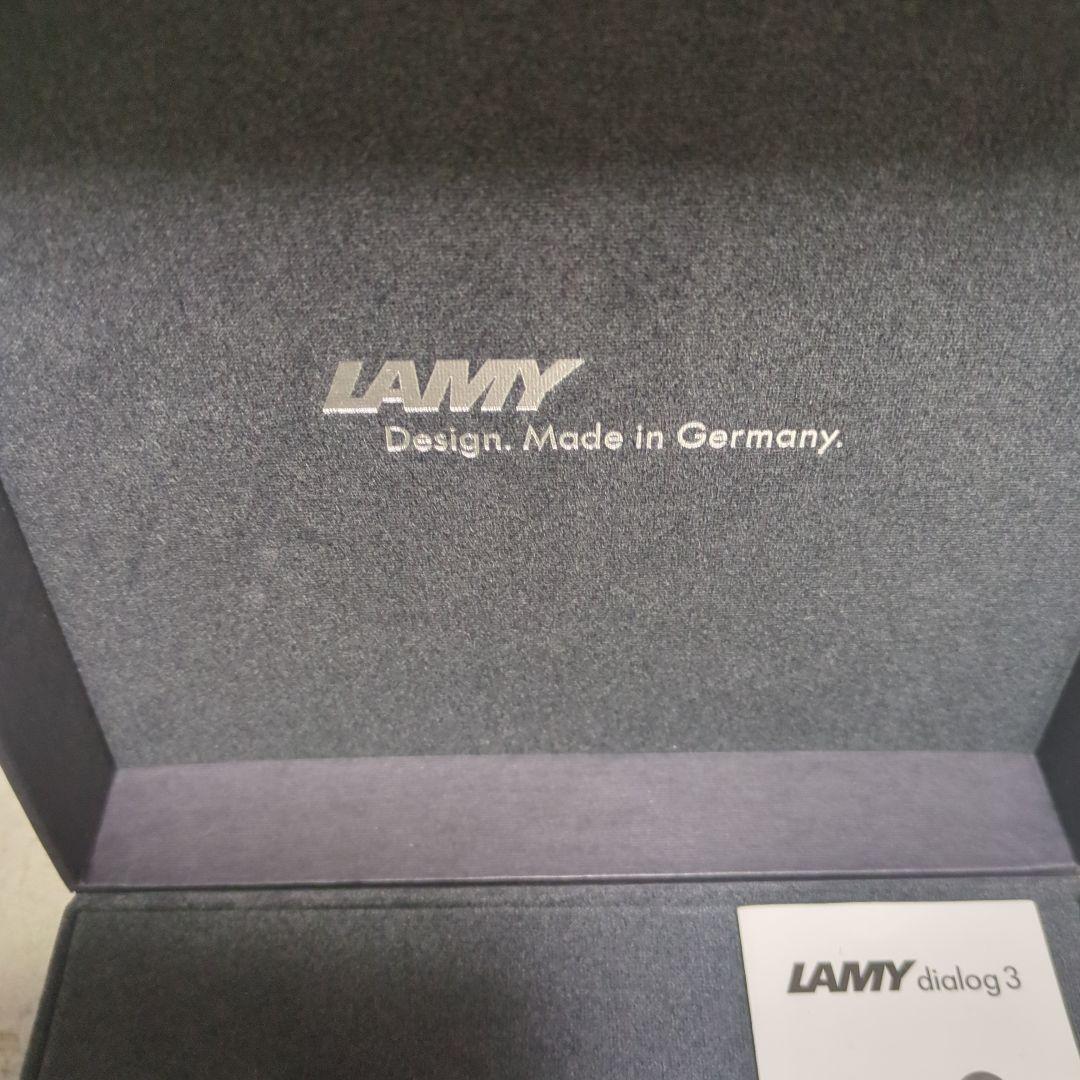 LAMY
Design. Made in Germany.
LAMY dialog 3